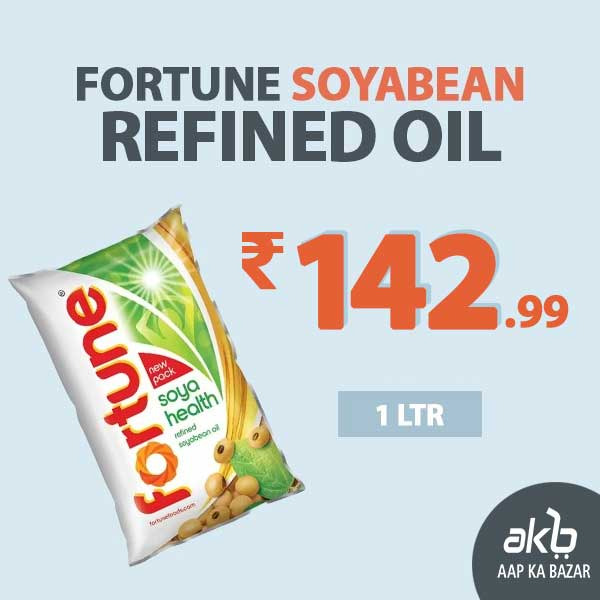 FORTUNE SOYABEAN
REFINED OIL
₹ 142.99
1 LTR
fortune
®
new
pack
soya
health
refined
soyabean oil
fortunefoods.com
akb
AAP KA BAZAR